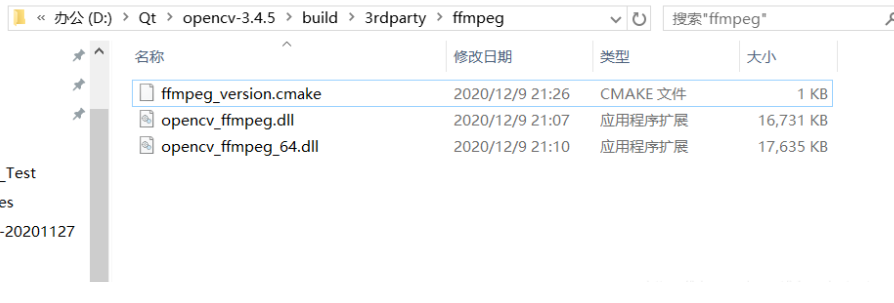 « 办公 (D:) > Qt > opencv-3.4.5 > build > 3rdparty > ffmpeg
搜索"ffmpeg"
名称 修改日期 类型 大小
ffmpeg_version.cmake 2020/12/9 21:26 CMAKE 文件 1 KB
opencv_ffmpeg.dll 2020/12/9 21:07 应用程序扩展 16,731 KB
opencv_ffmpeg_64.dll 2020/12/9 21:10 应用程序扩展 17,635 KB
_Test
es
-20201127